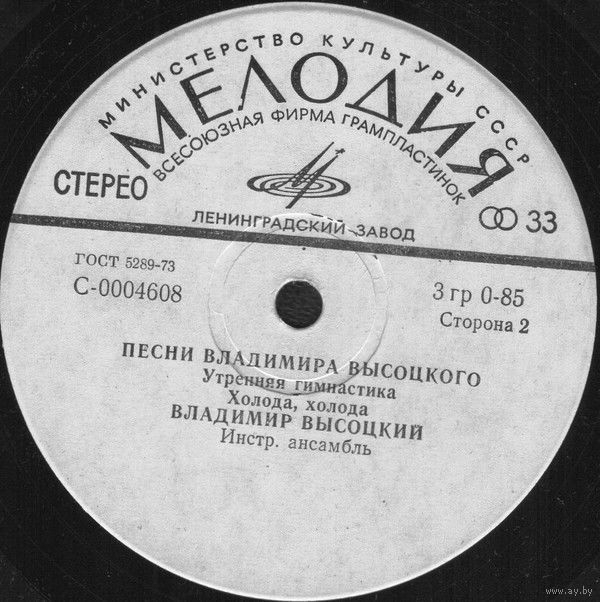 МИНИСТЕРСТВО КУЛЬТУРЫ СССР
МЕЛОДИЯ
ВСЕСОЮЗНАЯ ФИРМА ГРАМПЛАСТИНОК
СТЕРЕО
33
ЛЕНИНГРАДСКИЙ ЗАВОД
ГОСТ 5289-73
С-0004608
3 гр 0-85
Сторона 2
ПЕСНИ ВЛАДИМИРА ВЫСОЦКОГО
Утренняя гимнастика
Холода, холода
ВЛАДИМИР ВЫСОЦКИЙ
Инстр. ансамбль
www.ay.by